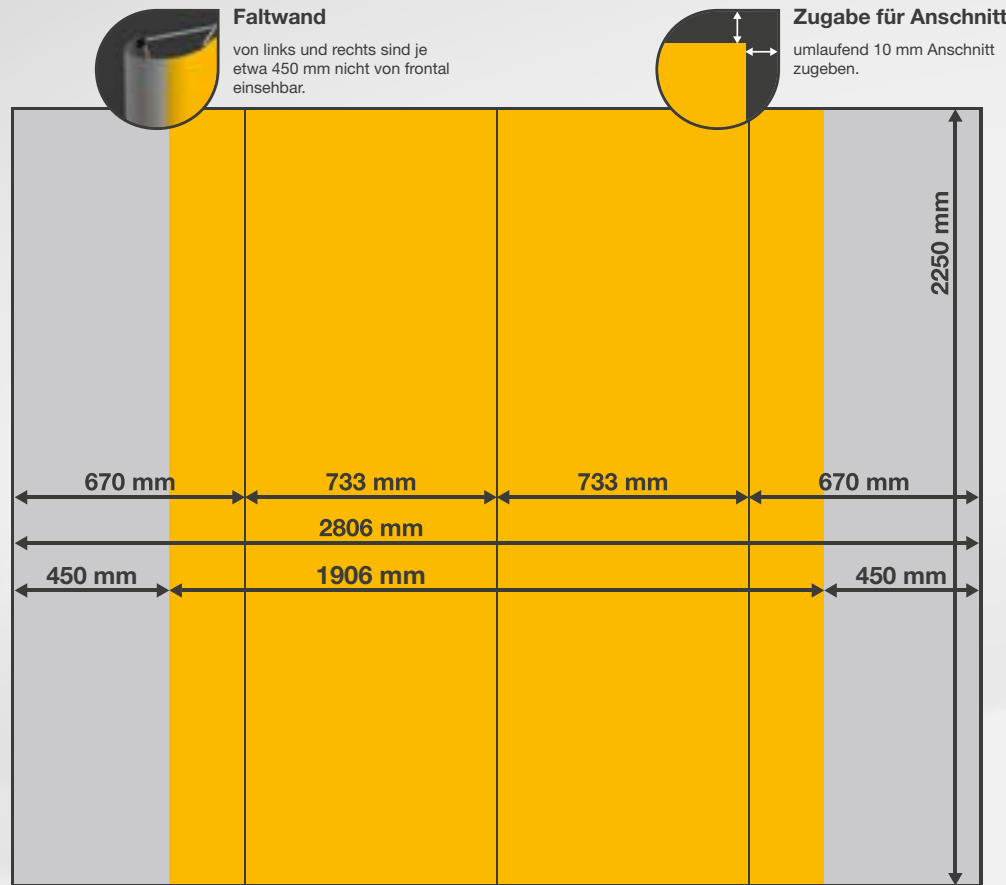 Faltwand
von links und rechts sind je
etwa 450 mm nicht von frontal
einsehbar.
Zugabe für Anschnitt
umlaufend 10 mm Anschnitt
zugeben.
2250 mm
670 mm
733 mm
733 mm
670 mm
2806 mm
450 mm
1906 mm
450 mm